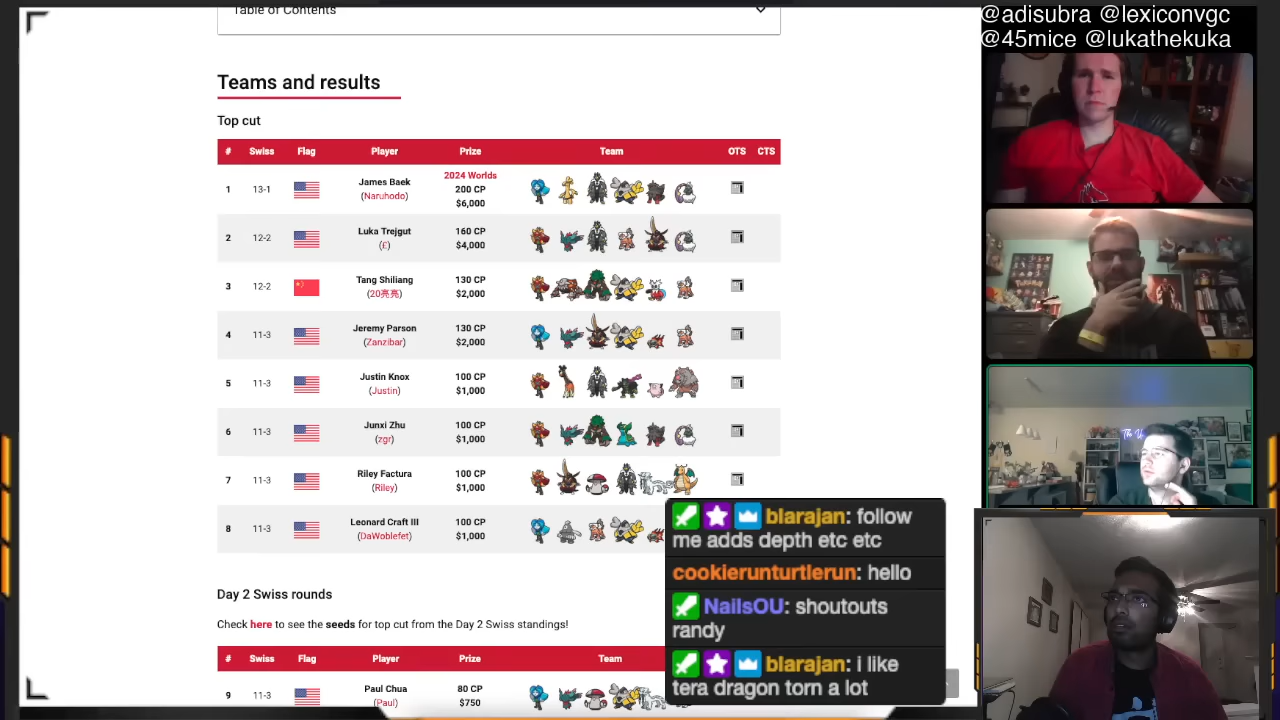 Table of Contents
@adisubra @lexiconvgc
@45mice @lukathekuka
Teams and results
Top cut
# Swiss Flag Player Prize Team OTS CTS
1 13-1 James Baek (Naruhodo) 2024 Worlds 200 CP $6,000
2 12-2 Luka Trejgut (E) 160 CP $4,000
3 12-2 Tang Shiliang (20亮亮) 130 CP $2,000
4 11-3 Jeremy Parson (Zanzibar) 130 CP $2,000
5 11-3 Justin Knox (Justin) 100 CP $1,000
6 11-3 Junxi Zhu (zgr) 100 CP $1,000
7 11-3 Riley Factura (Riley) 100 CP $1,000
8 11-3 Leonard Craft III (DaWoblefet) 100 CP $1,000
Day 2 Swiss rounds
Check here to see the seeds for top cut from the Day 2 Swiss standings!
# Swiss Flag Player Prize Team
9 11-3 Paul Chua (Paul) 80 CP $750
blarajan: follow
me adds depth etc etc
cookierunturtlerun: hello
NailsOU: shoutouts
randy
blarajan: i like
tera dragon torn a lot